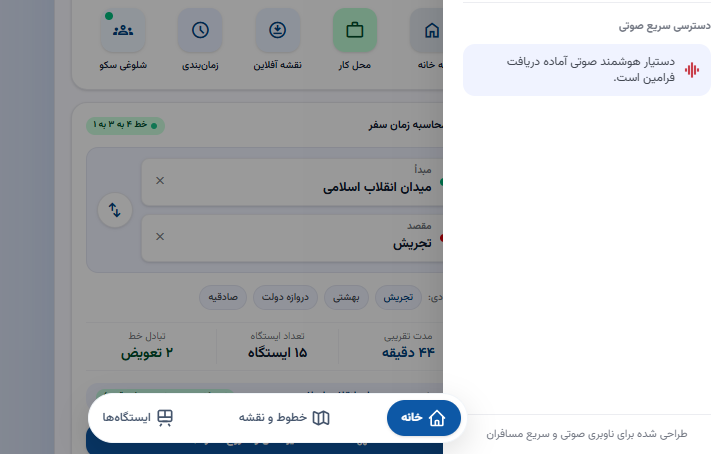 دسترسی سریع صوتی
دستیار هوشمند صوتی آماده دریافت
فرامین است.
طراحی شده برای ناوبری صوتی و سریع مسافران
خانه
محل کار
نقشه آفلاین
زمان‌بندی
شلوغی سکو
محاسبه زمان سفر
خط ۴ به ۳ به ۱
مبدأ
میدان انقلاب اسلامی
مقصد
تجریش
تجریش
بهشتی
دروازه دولت
صادقیه
مدت تقریبی
۴۴ دقیقه
تعداد ایستگاه
۱۵ ایستگاه
تبادل خط
۲ تعویض
خانه
خطوط و نقشه
ایستگاه‌ها